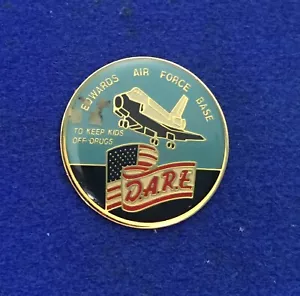 EDWARDS AIR FORCE BASE
TO KEEP KIDS
OFF DRUGS
D.A.R.E